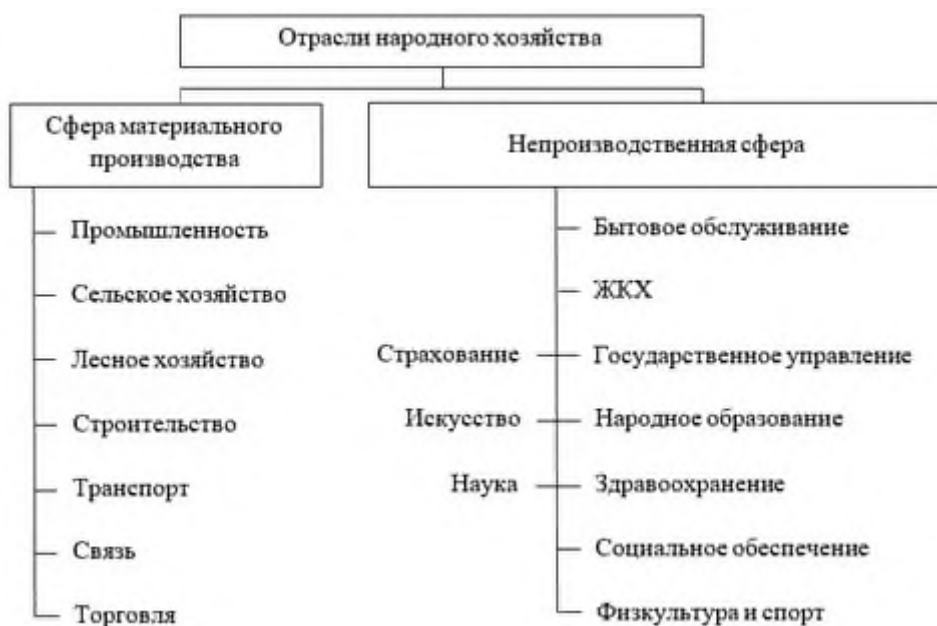 Отрасли народного хозяйства
Сфера материального
производства
Непроизводственная сфера
Промышленность
Сельское хозяйство
Лесное хозяйство
Строительство
Транспорт
Связь
Торговля
Страхование
Искусство
Наука
Бытовое обслуживание
ЖКХ
Государственное управление
Народное образование
Здравоохранение
Социальное обеспечение
Физкультура и спорт